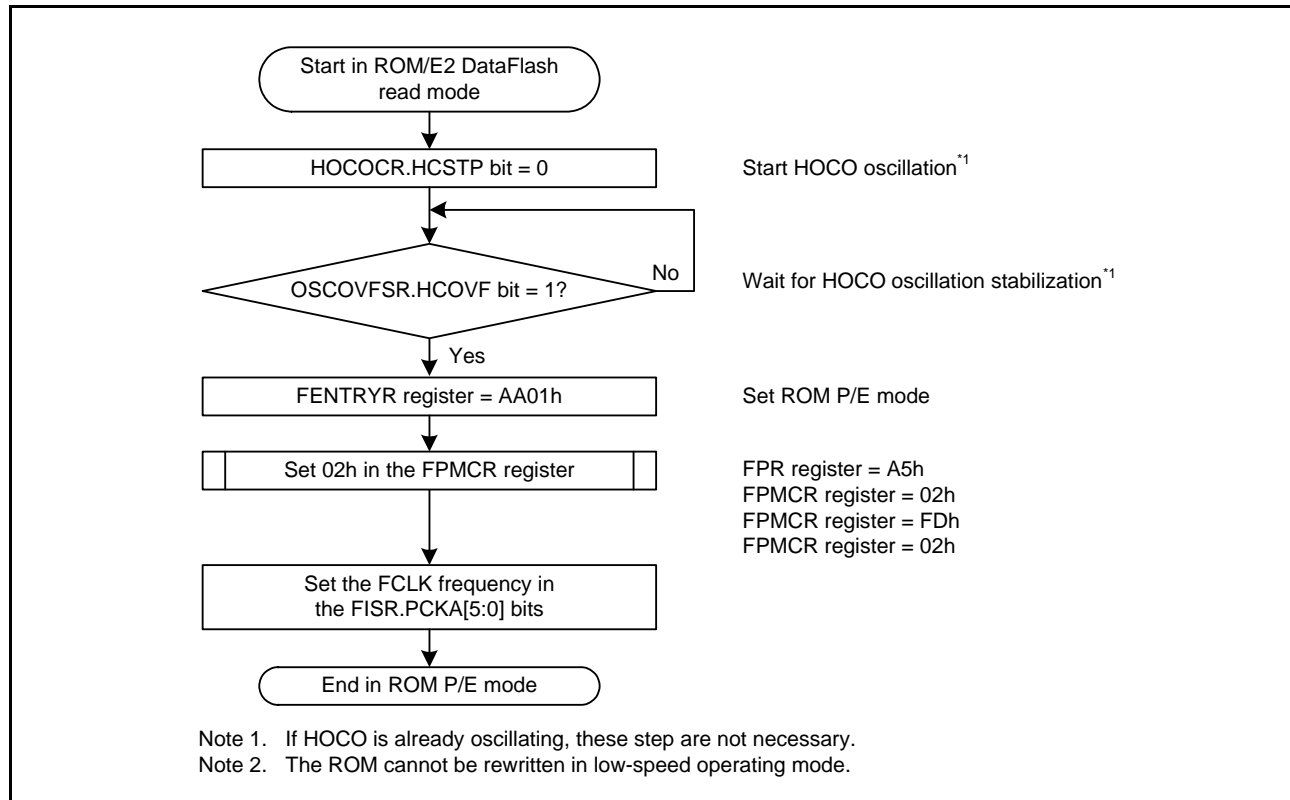 Start in ROM/E2 DataFlash
read mode
HOCOCR.HCSTP bit = 0
Start HOCO oscillation*1
No
OSCOVFSR.HCOVF bit = 1?
Wait for HOCO oscillation stabilization*1
Yes
FENTRYR register = AA01h
Set ROM P/E mode
Set 02h in the FPMCR register
FPR register = A5h
FPMCR register = 02h
FPMCR register = FDh
FPMCR register = 02h
Set the FCLK frequency in
the FISR.PCKA[5:0] bits
End in ROM P/E mode
Note 1. If HOCO is already oscillating, these step are not necessary.
Note 2. The ROM cannot be rewritten in low-speed operating mode.